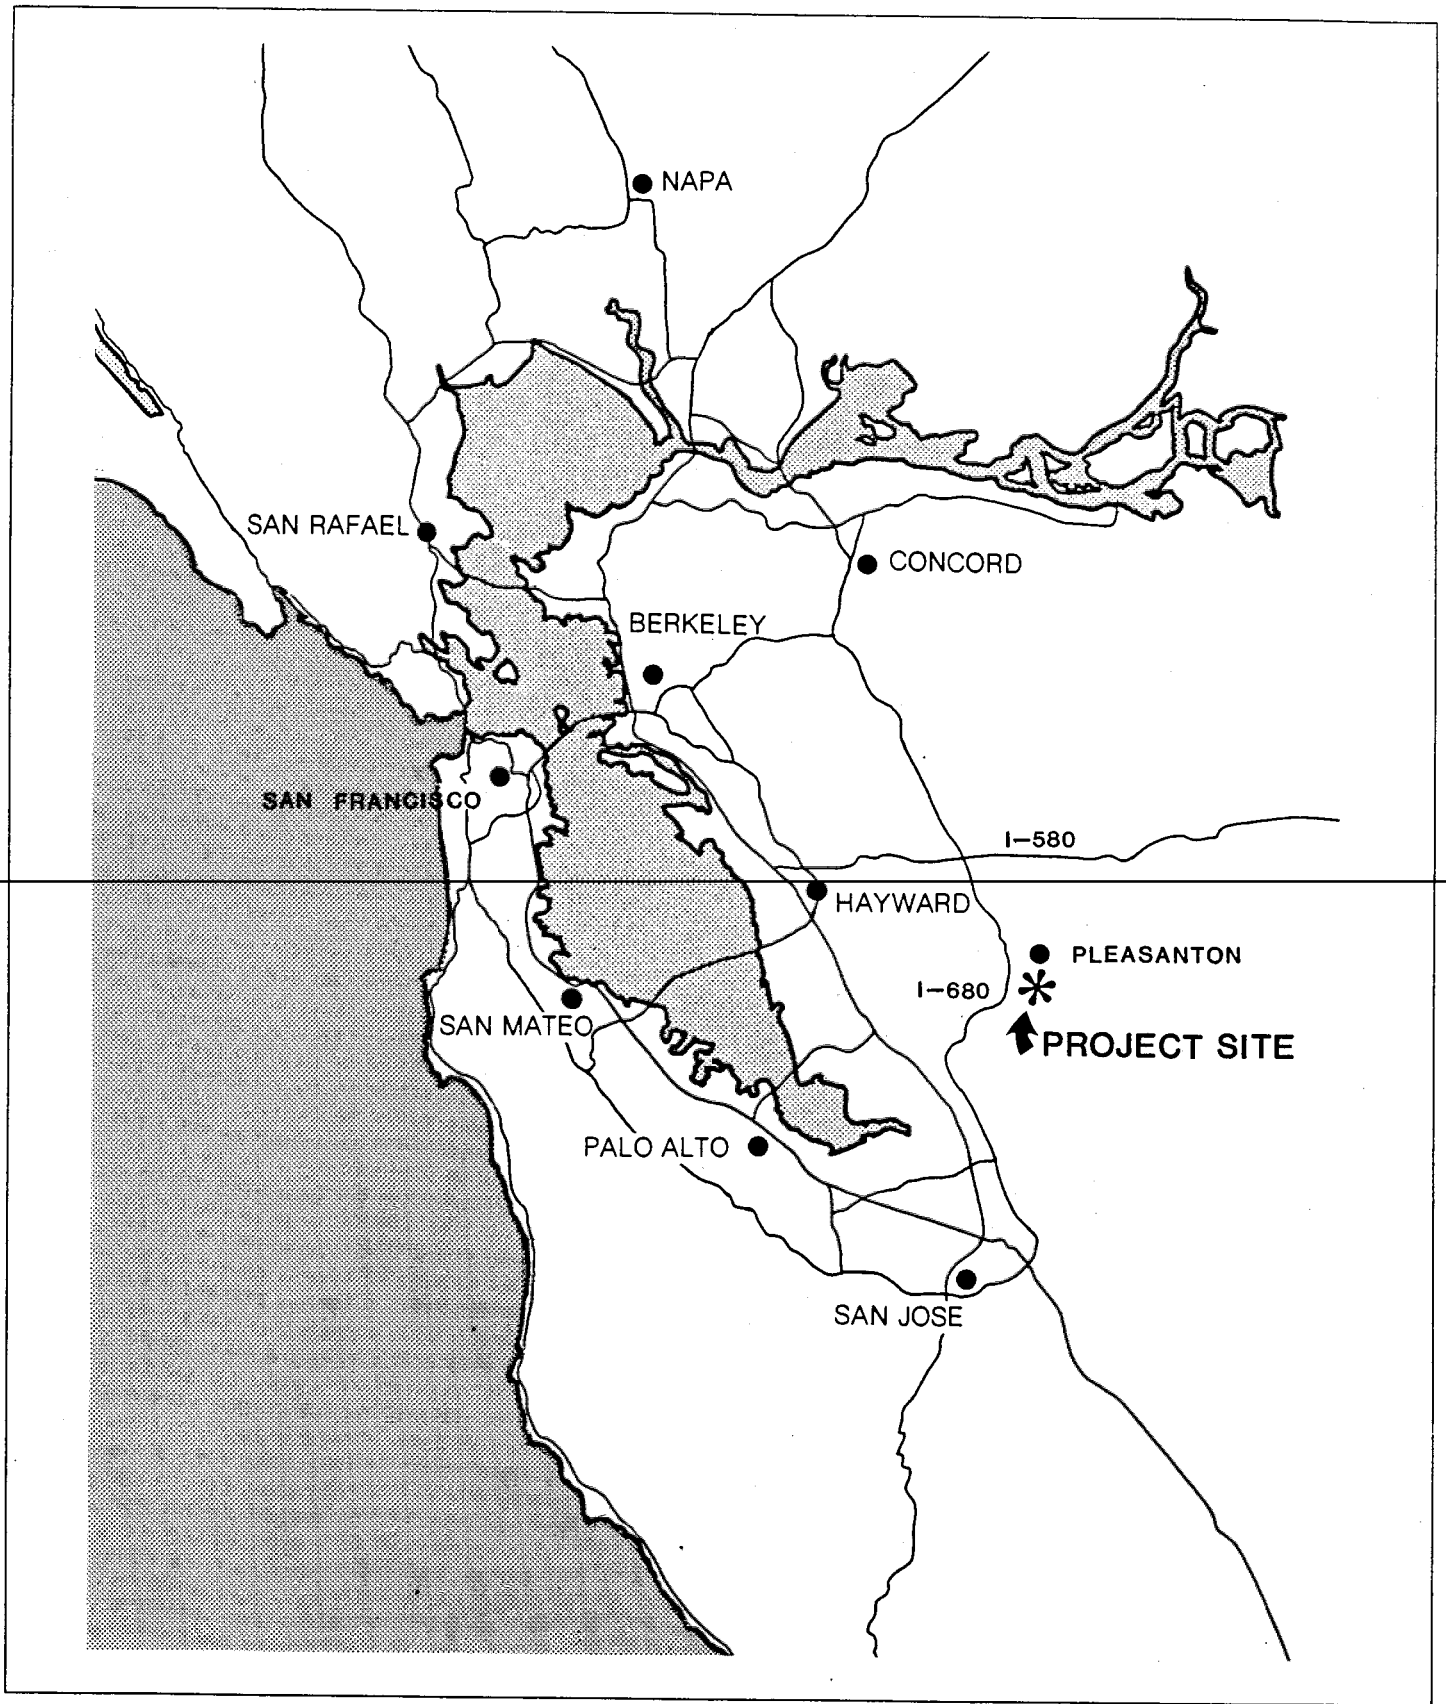 NAPA
SAN RAFAEL
CONCORD
BERKELEY
SAN FRANCISCO
I-580
HAYWARD
PLEASANTON
I-680
SAN MATEO
PROJECT SITE
PALO ALTO
SAN JOSE